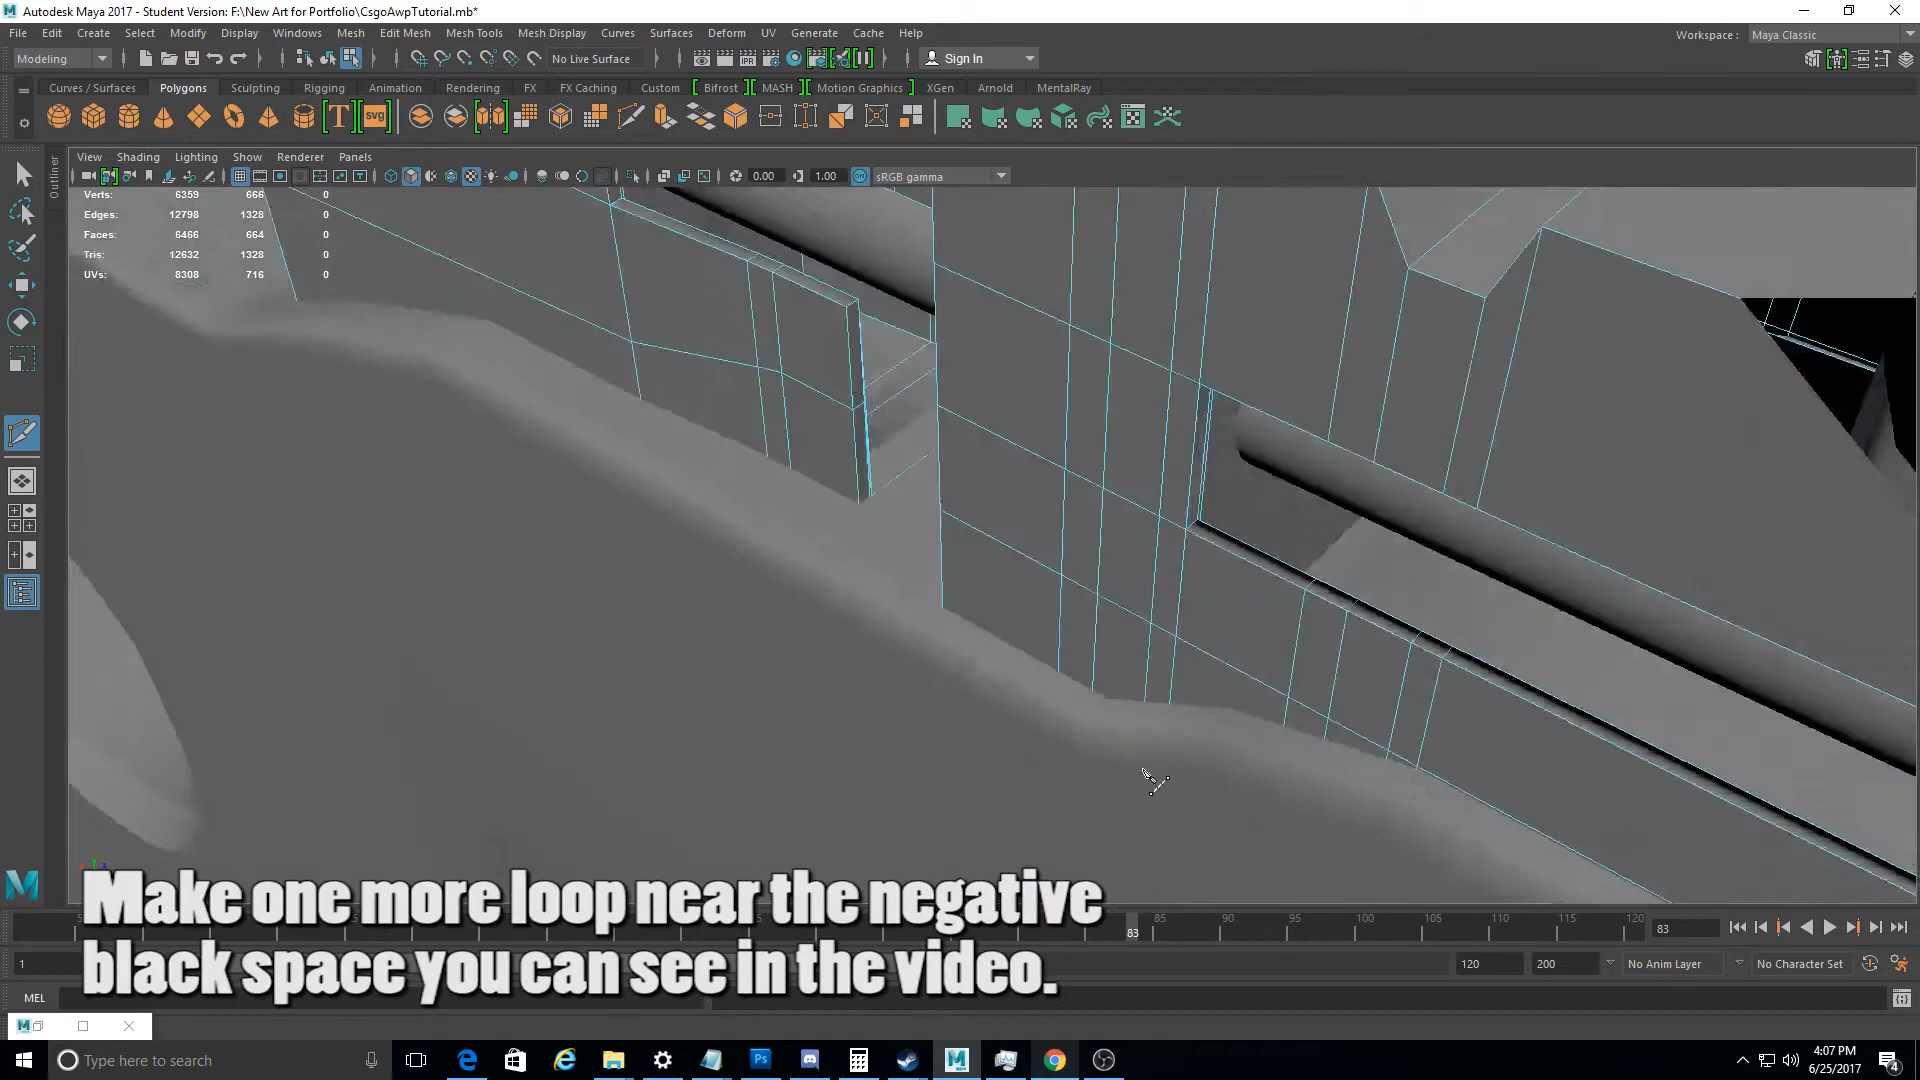 Autodesk Maya 2017 - Student Version: F:\New Art for Portfolio\CsgoAwpTutorial.mb*
File Edit Create Select Modify Display Windows Mesh Edit Mesh Mesh Tools Mesh Display Curves Surfaces Deform UV Generate Cache Help
Workspace : Maya Classic
Modeling No Live Surface Sign In
Curves / Surfaces Polygons Sculpting Rigging Animation Rendering FX FX Caching Custom Bifrost MASH Motion Graphics XGen Arnold MentalRay
T SVG
Outliner
View Shading Lighting Show Renderer Panels
0.00 1.00 ON sRGB gamma
Verts: 6359 666 0
Edges: 12798 1328 0
Faces: 6466 664 0
Tris: 12632 1328 0
UVs: 8308 716 0
Make one more loop near the negative
black space you can see in the video.
85 90 95 100 105 110 115 120
83 83
1 120 200 No Anim Layer No Character Set
MEL
Type here to search
4:07 PM
6/25/2017
4